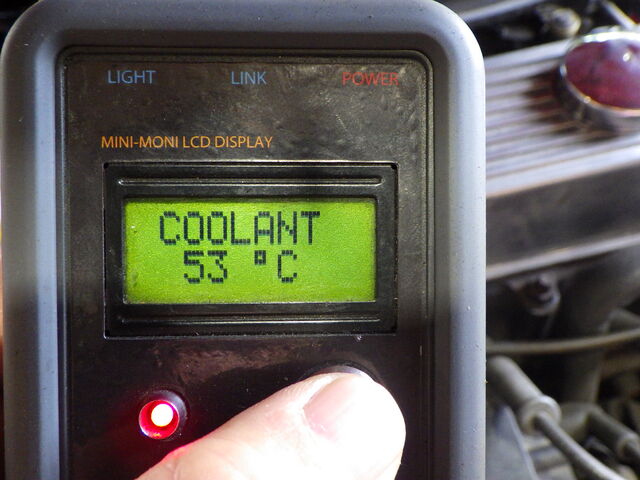 LIGHT LINK POWER
MINI-MONI LCD DISPLAY
COOLANT
53 °C